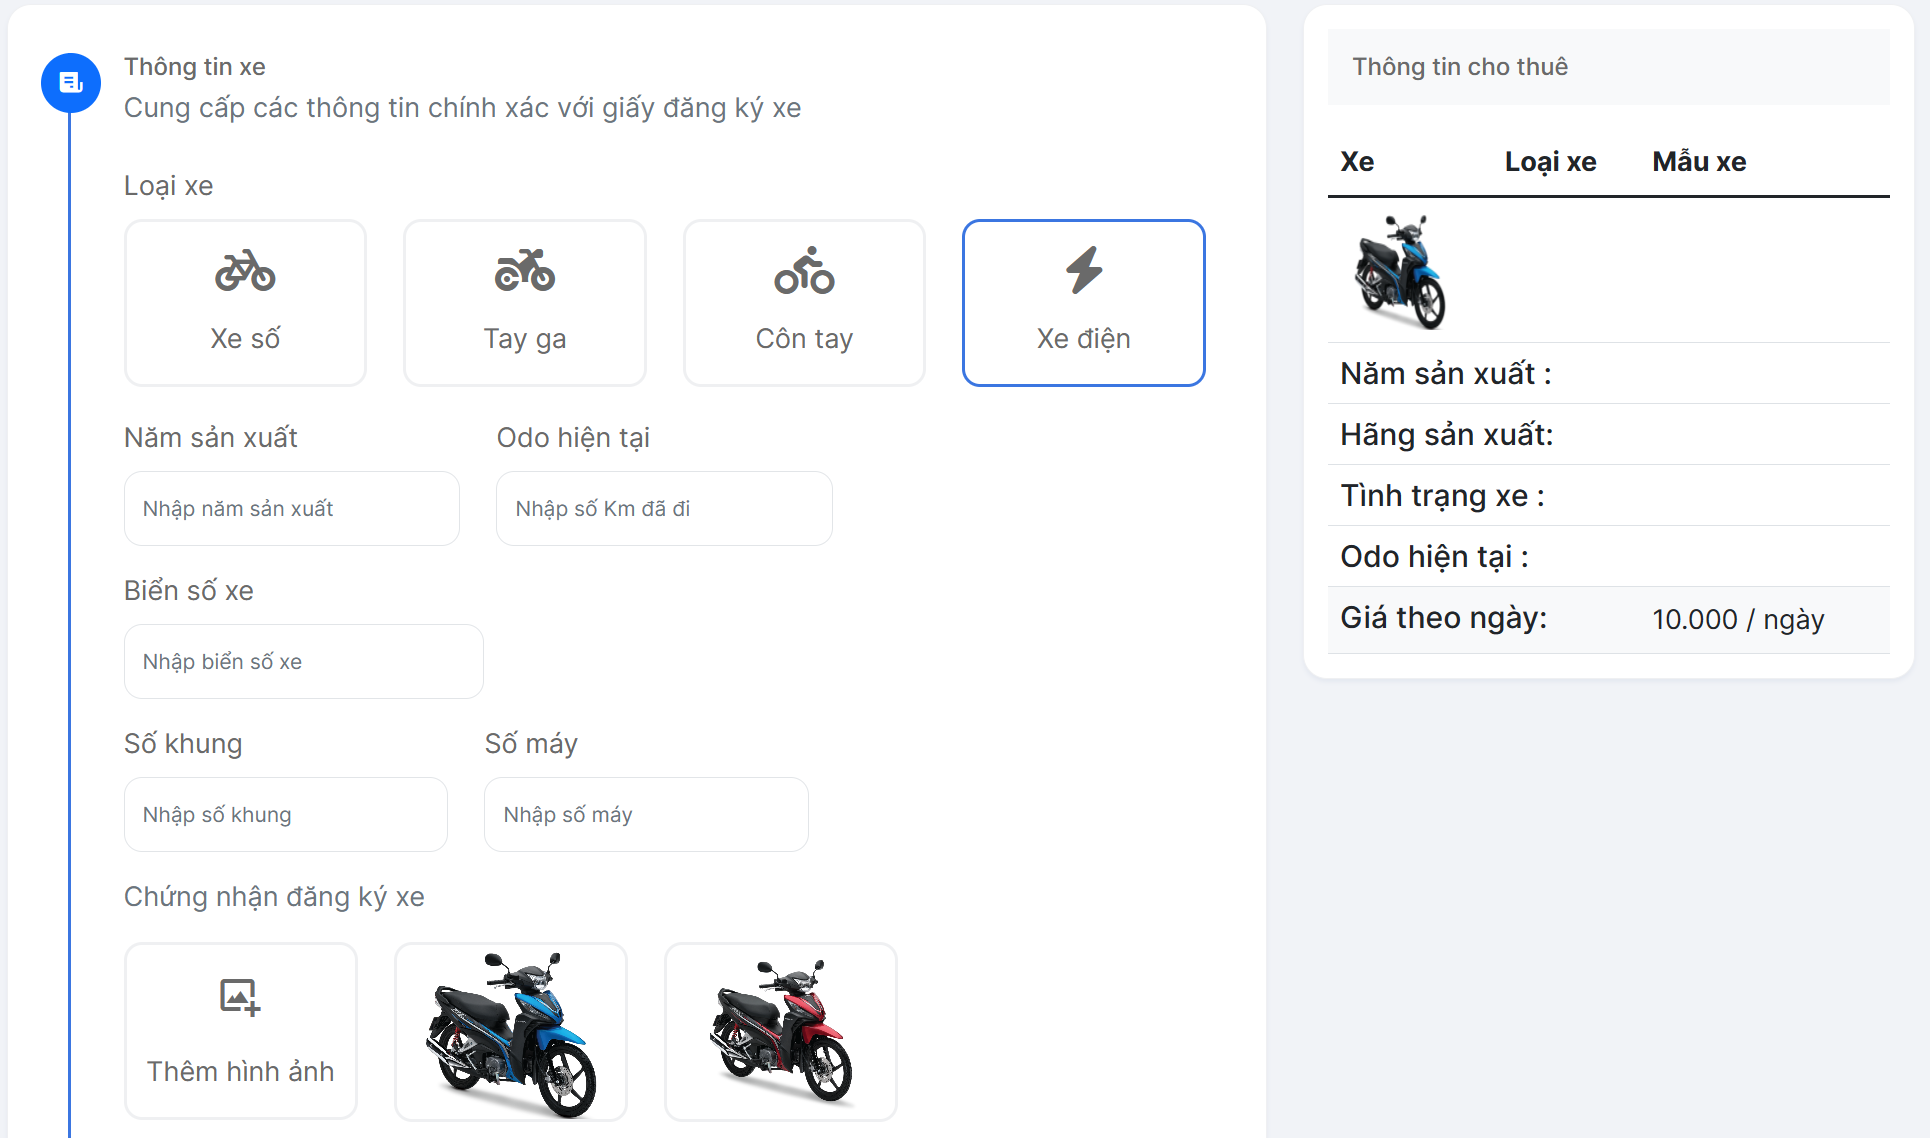 Thông tin xe
Cung cấp các thông tin chính xác với giấy đăng ký xe
Loại xe
Xe số
Tay ga
Côn tay
Xe điện
Năm sản xuất
Odo hiện tại
Nhập năm sản xuất
Nhập số Km đã đi
Biển số xe
Nhập biển số xe
Số khung
Số máy
Nhập số khung
Nhập số máy
Chứng nhận đăng ký xe
Thêm hình ảnh
Thông tin cho thuê
Xe Loại xe Mẫu xe
Năm sản xuất :
Hãng sản xuất:
Tình trạng xe :
Odo hiện tại :
Giá theo ngày: 10.000 / ngày